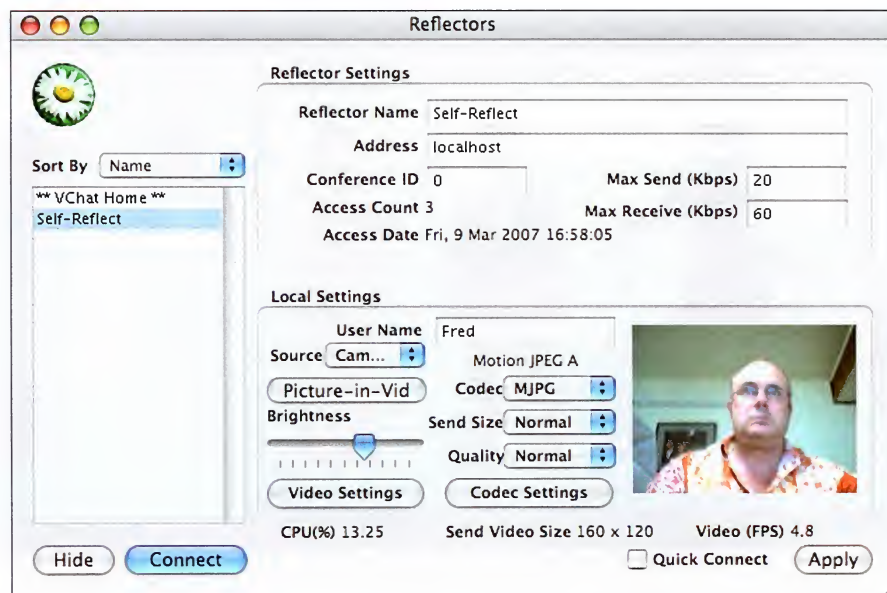 Reflectors
Reflector Settings
Reflector Name Self-Reflect
Address localhost
Sort By Name
Conference ID 0 Max Send (Kbps) 20
** VChat Home **
Access Count 3 Max Receive (Kbps) 60
Self-Reflect
Access Date Fri, 9 Mar 2007 16:58:05
Local Settings
User Name Fred
Source Cam...
Motion JPEG A
Picture-in-Vid
Codec MJPG
Brightness
Send Size Normal
Quality Normal
Video Settings
Codec Settings
CPU(%) 13.25 Send Video Size 160 x 120 Video (FPS) 4.8
Hide Connect
Quick Connect Apply